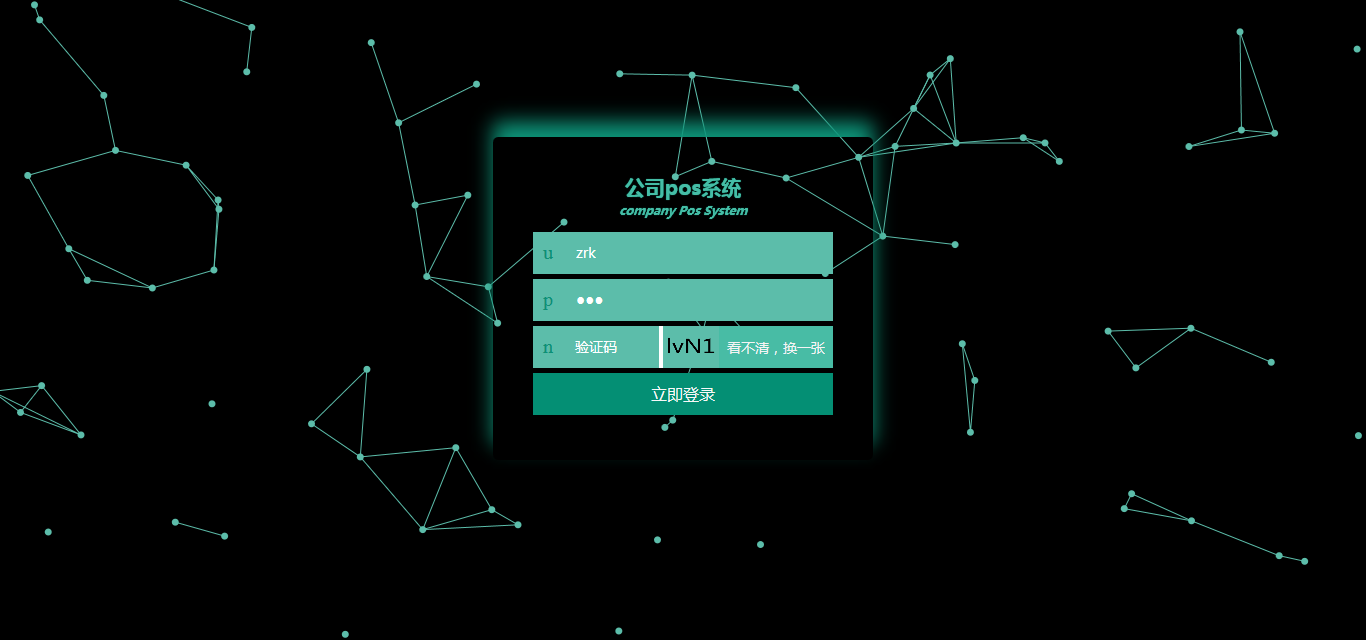 公司pos系统
company Pos System
u zrk
p ●●●
n 验证码 lvN1 看不清，换一张
立即登录